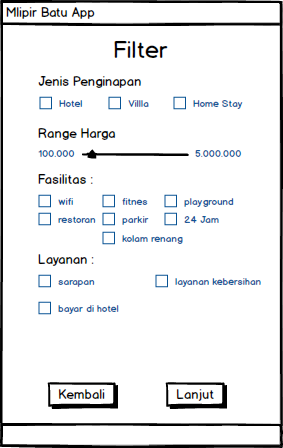 Mlipir Batu App
Filter
Jenis Penginapan
Hotel Villla Home Stay
Range Harga
100.000 5.000.000
Fasilitas :
wifi fitnes playground
restoran parkir 24 Jam
kolam renang
Layanan :
sarapan layanan kebersihan
bayar di hotel
Kembali Lanjut